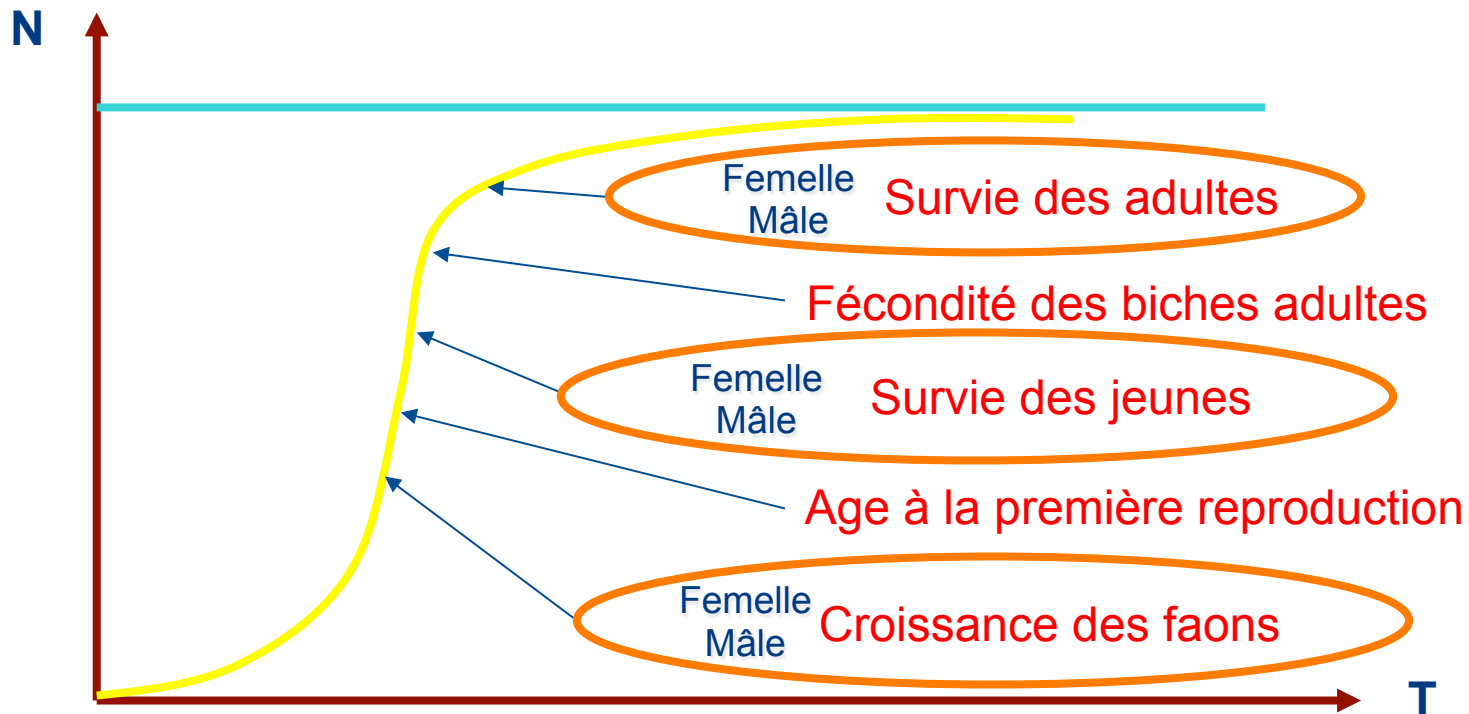 N
Femelle
Mâle
Survie des adultes
Fécondité des biches adultes
Femelle
Mâle
Survie des jeunes
Age à la première reproduction
Femelle
Mâle
Croissance des faons
T